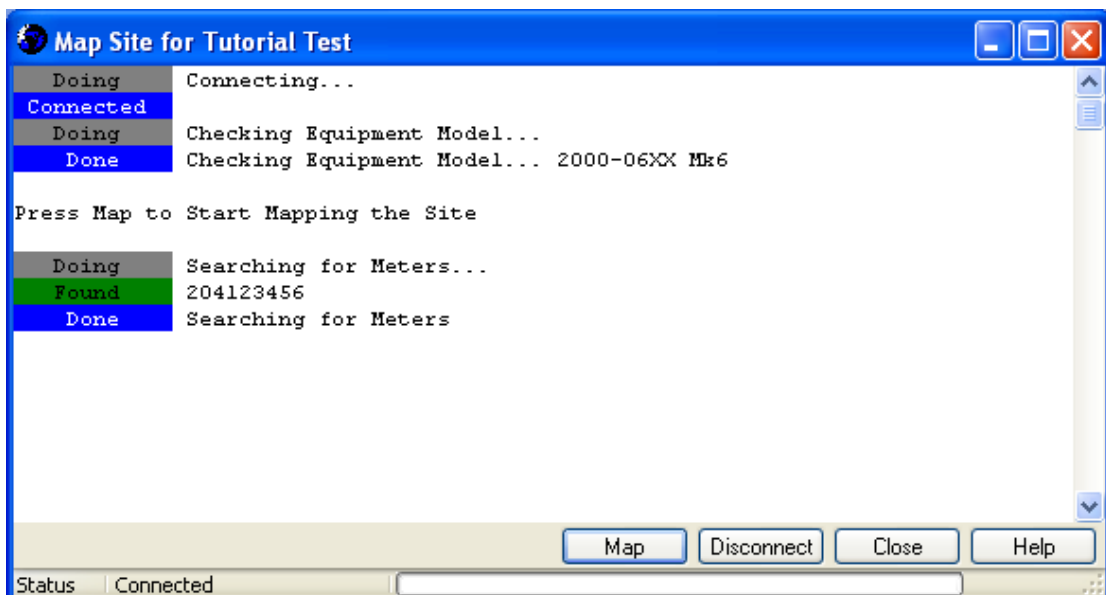 Map Site for Tutorial Test
Doing Connecting...
Connected
Doing Checking Equipment Model...
Done Checking Equipment Model... 2000-06XX Mk6
Press Map to Start Mapping the Site
Doing Searching for Meters...
Found 204123456
Done Searching for Meters
Map Disconnect Close Help
Status Connected